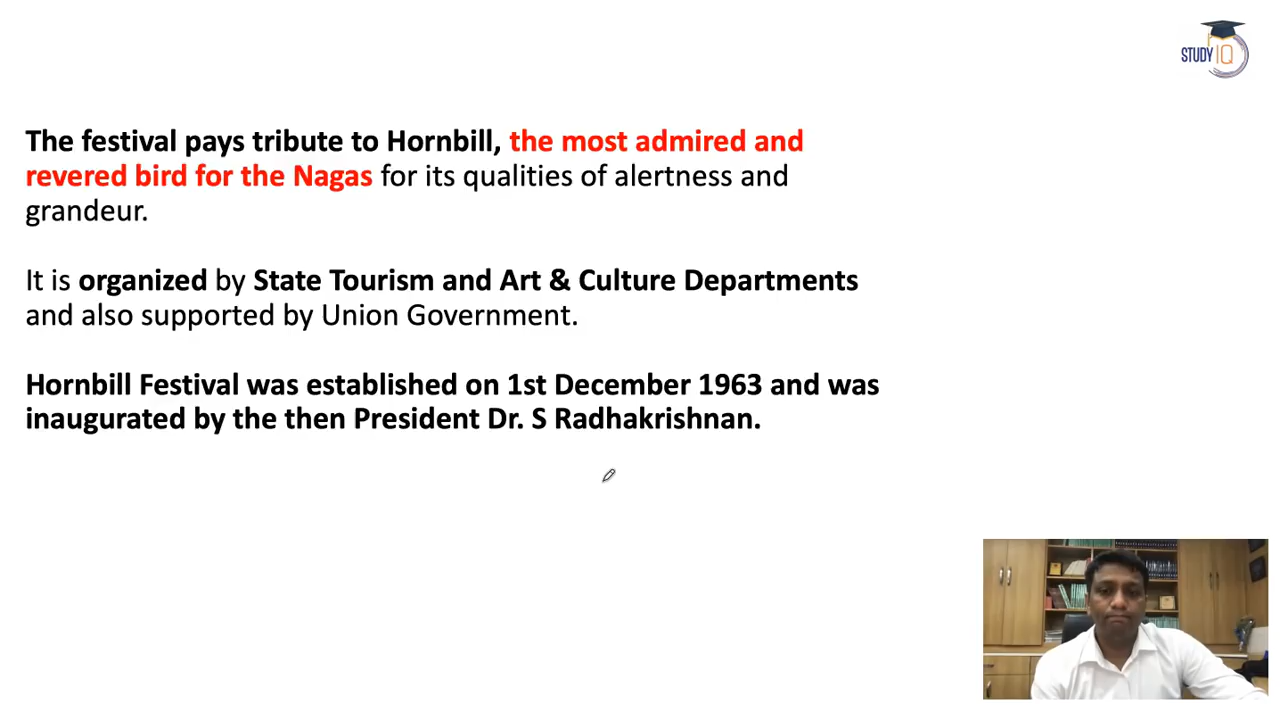 STUDY IQ
The festival pays tribute to Hornbill, the most admired and
revered bird for the Nagas for its qualities of alertness and
grandeur.
It is organized by State Tourism and Art & Culture Departments
and also supported by Union Government.
Hornbill Festival was established on 1st December 1963 and was
inaugurated by the then President Dr. S Radhakrishnan.